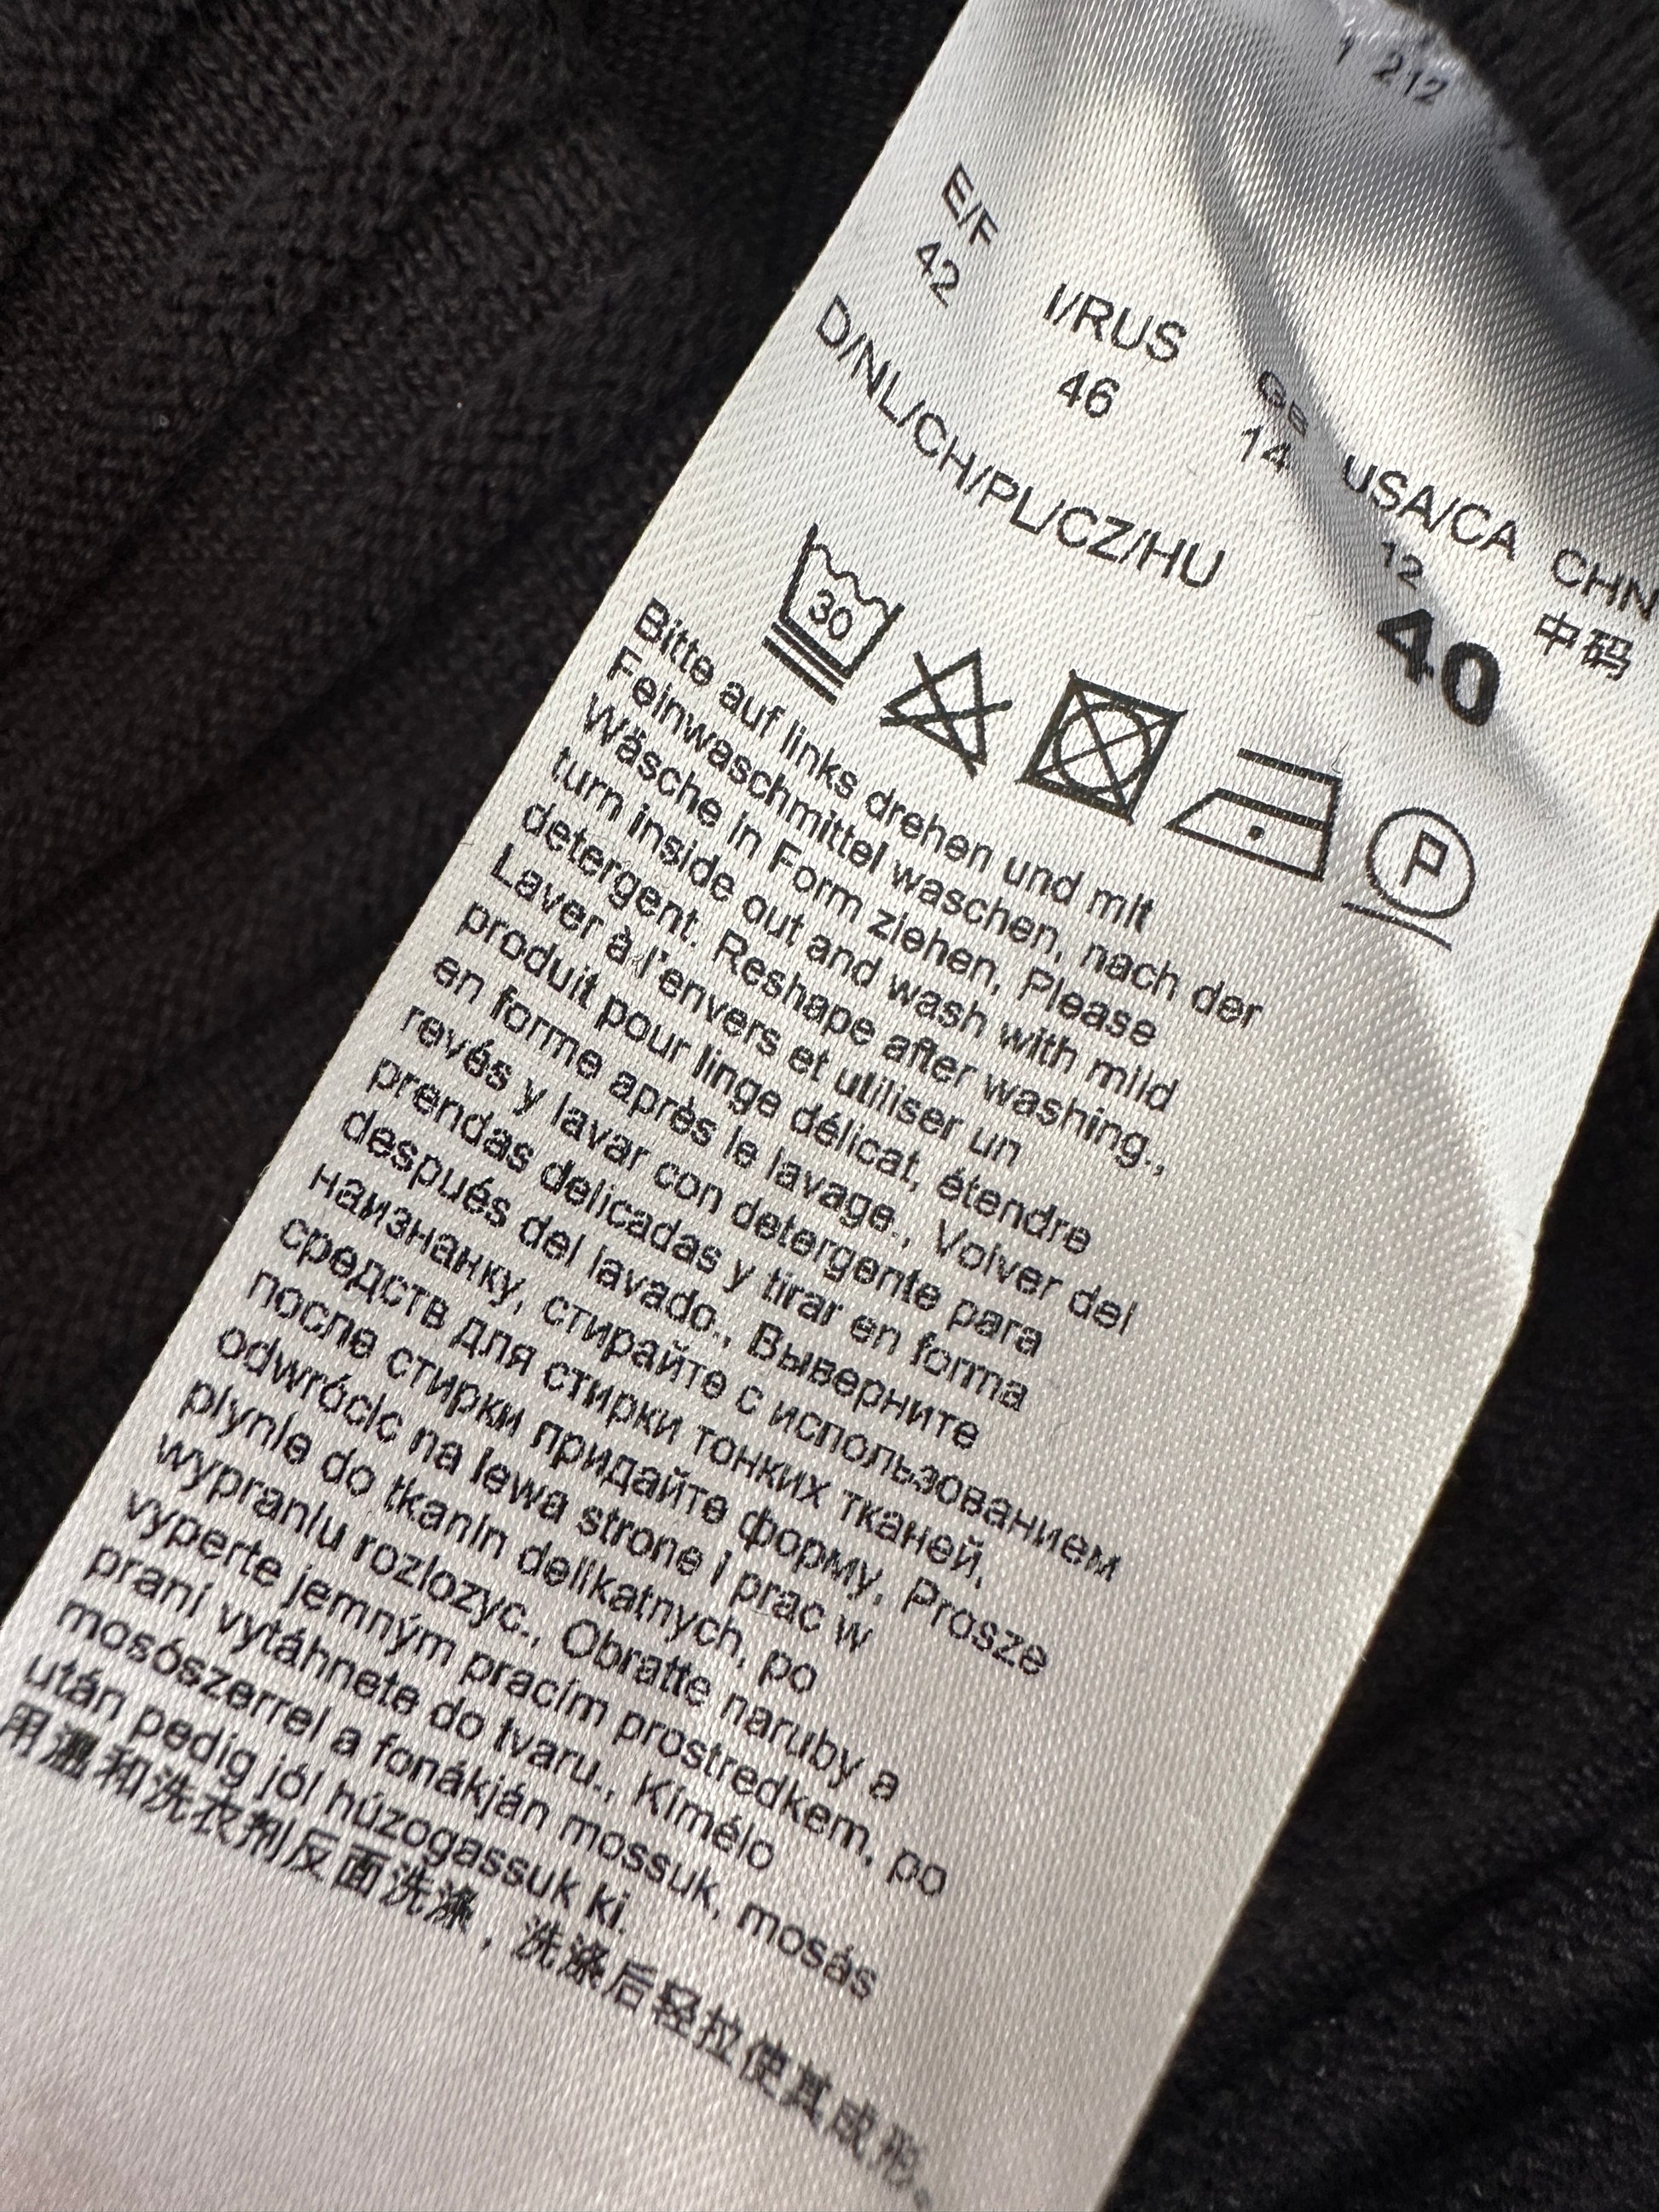 1 212
E/F I/RUS GB USA/CA CHN
42 46 14 12 中码
D/NL/CH/PL/CZ/HU 40
30 P
Bitte auf links drehen und mit
Feinwaschmittel waschen, nach der
Wäsche in Form ziehen, Please
turn inside out and wash with mild
detergent. Reshape after washing.,
Laver à l'envers et utiliser un
produit pour linge délicat, étendre
en forme après le lavage., Volver del
revés y lavar con detergente para
prendas delicadas y tirar en forma
después del lavado., Выверните
наизнанку, стирайте с использованием
средств для стирки тонких тканей,
после стирки придайте форму, Prosze
odwrócic na lewa strone i prac w
plynie do tkanin delikatnych, po
wypraniu rozlozyc., Obratte naruby a
vyperte jemným pracím prostredkem, po
praní vytáhnete do tvaru., Kímélo
mosószerrel a fonákján mossuk, mosás
után pedig jól húzogassuk ki.
用温和洗衣剂反面洗涤，洗涤后轻拉使其成形。